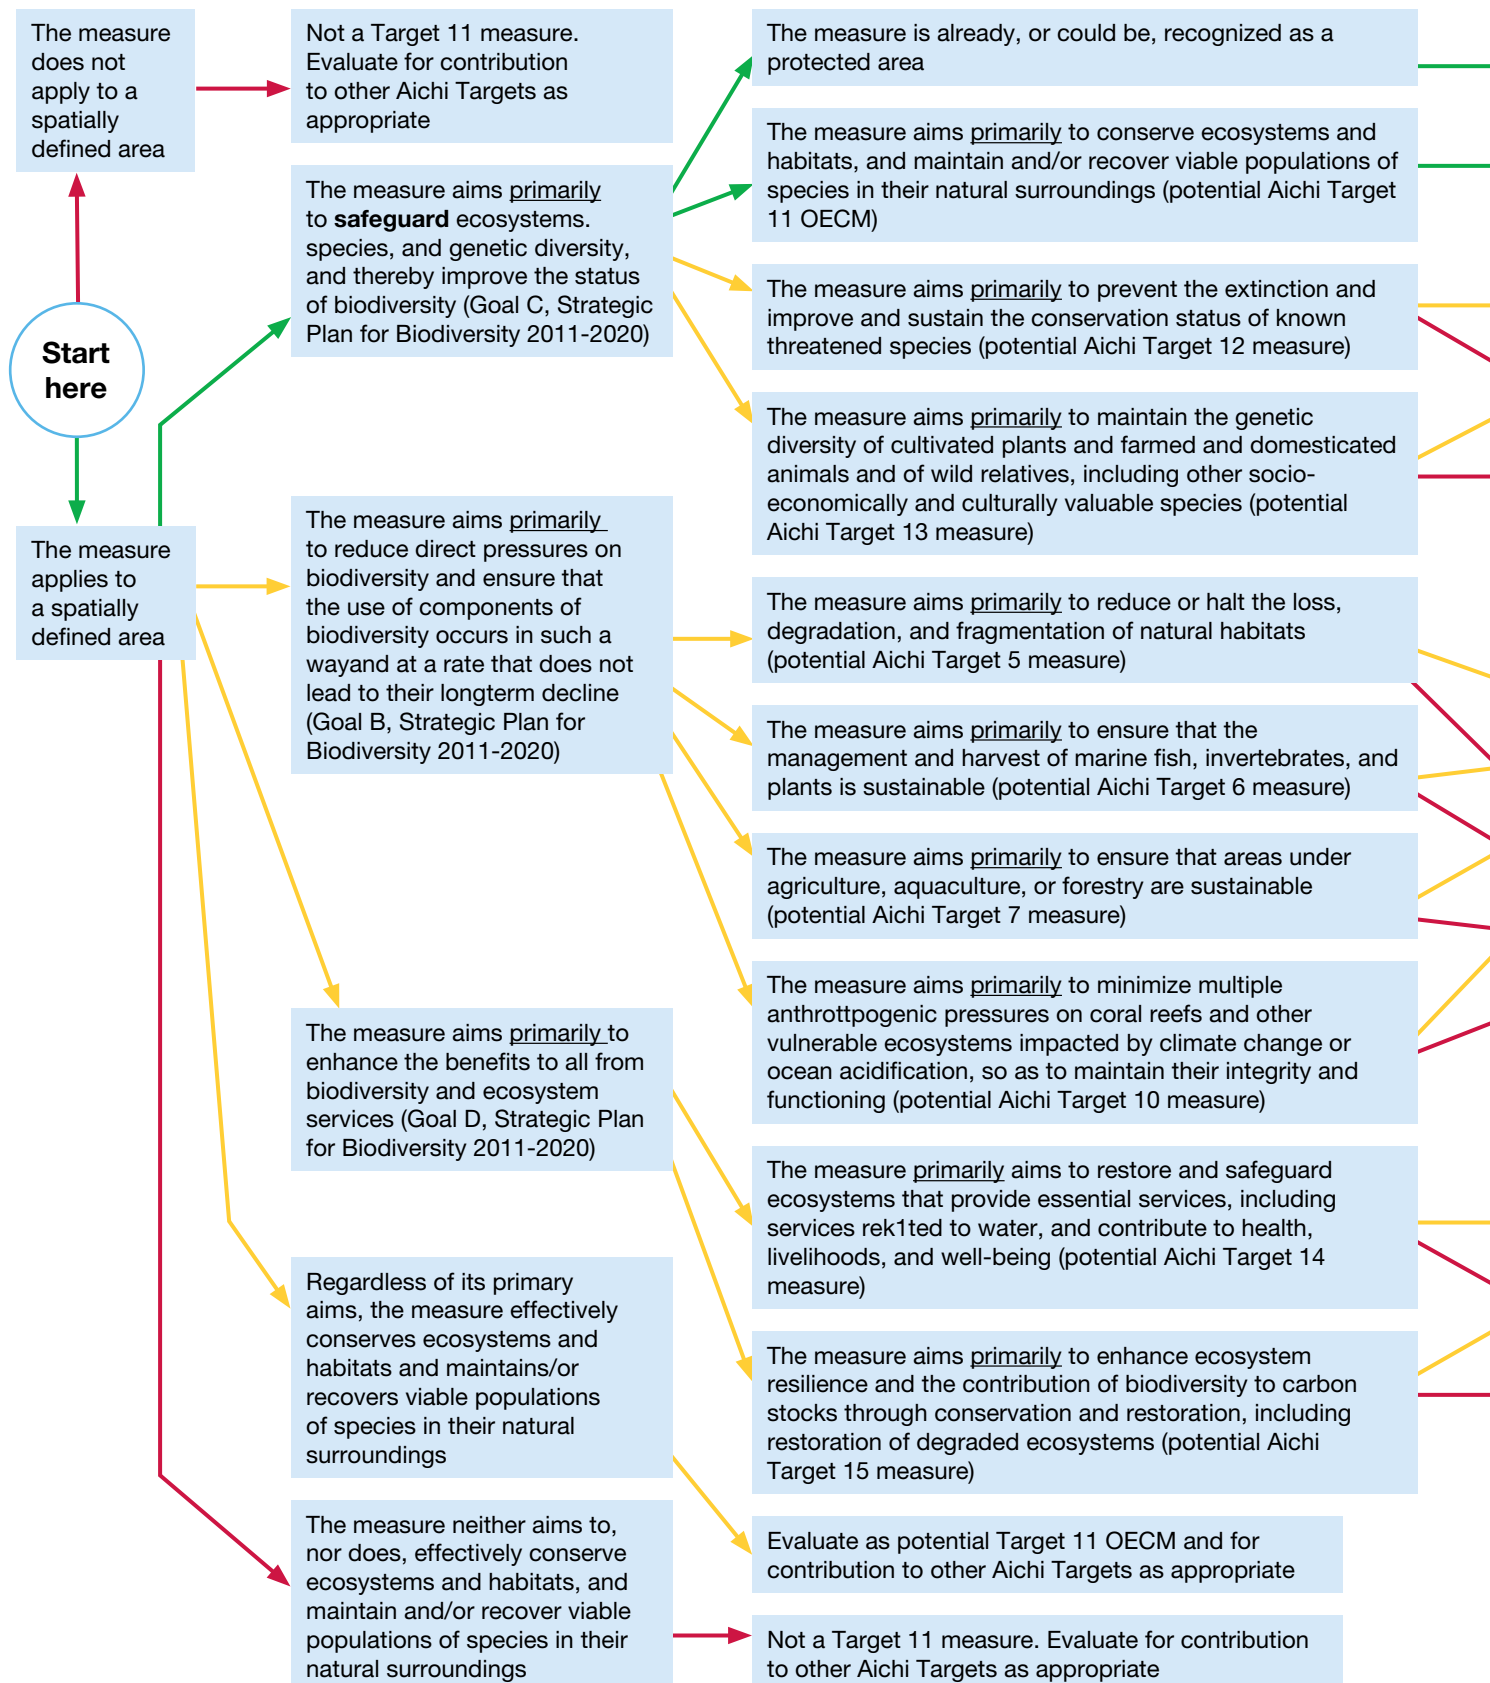 The measure
does not
apply to a
spatially
defined area
Not a Target 11 measure.
Evaluate for contribution
to other Aichi Targets as
appropriate
The measure is already, or could be, recognized as a
protected area
The measure aims primarily to conserve ecosystems and
habitats, and maintain and/or recover viable populations of
species in their natural surroundings (potential Aichi Target
11 OECM)
The measure aims primarily
to safeguard ecosystems.
species, and genetic diversity,
and thereby improve the status
of biodiversity (Goal C, Strategic
Plan for Biodiversity 2011-2020)
The measure aims primarily to prevent the extinction and
improve and sustain the conservation status of known
threatened species (potential Aichi Target 12 measure)
Start
here
The measure aims primarily to maintain the genetic
diversity of cultivated plants and farmed and domesticated
animals and of wild relatives, including other socio-
economically and culturally valuable species (potential
Aichi Target 13 measure)
The measure
applies to
a spatially
defined area
The measure aims primarily
to reduce direct pressures on
biodiversity and ensure that
the use of components of
biodiversity occurs in such a
wayand at a rate that does not
lead to their longterm decline
(Goal B, Strategic Plan for
Biodiversity 2011-2020)
The measure aims primarily to reduce or halt the loss,
degradation, and fragmentation of natural habitats
(potential Aichi Target 5 measure)
The measure aims primarily to ensure that the
management and harvest of marine fish, invertebrates, and
plants is sustainable (potential Aichi Target 6 measure)
The measure aims primarily to ensure that areas under
agriculture, aquaculture, or forestry are sustainable
(potential Aichi Target 7 measure)
The measure aims primarily to minimize multiple
anthrottpogenic pressures on coral reefs and other
vulnerable ecosystems impacted by climate change or
ocean acidification, so as to maintain their integrity and
functioning (potential Aichi Target 10 measure)
The measure aims primarily to
enhance the benefits to all from
biodiversity and ecosystem
services (Goal D, Strategic Plan
for Biodiversity 2011-2020)
The measure primarily aims to restore and safeguard
ecosystems that provide essential services, including
services rek1ted to water, and contribute to health,
livelihoods, and well-being (potential Aichi Target 14
measure)
Regardless of its primary
aims, the measure effectively
conserves ecosystems and
habitats and maintains/or
recovers viable populations
of species in their natural
surroundings
The measure aims primarily to enhance ecosystem
resilience and the contribution of biodiversity to carbon
stocks through conservation and restoration, including
restoration of degraded ecosystems (potential Aichi
Target 15 measure)
The measure neither aims to,
nor does, effectively conserve
ecosystems and habitats, and
maintain and/or recover viable
populations of species in their
natural surroundings
Evaluate as potential Target 11 OECM and for
contribution to other Aichi Targets as appropriate
Not a Target 11 measure. Evaluate for contribution
to other Aichi Targets as appropriate